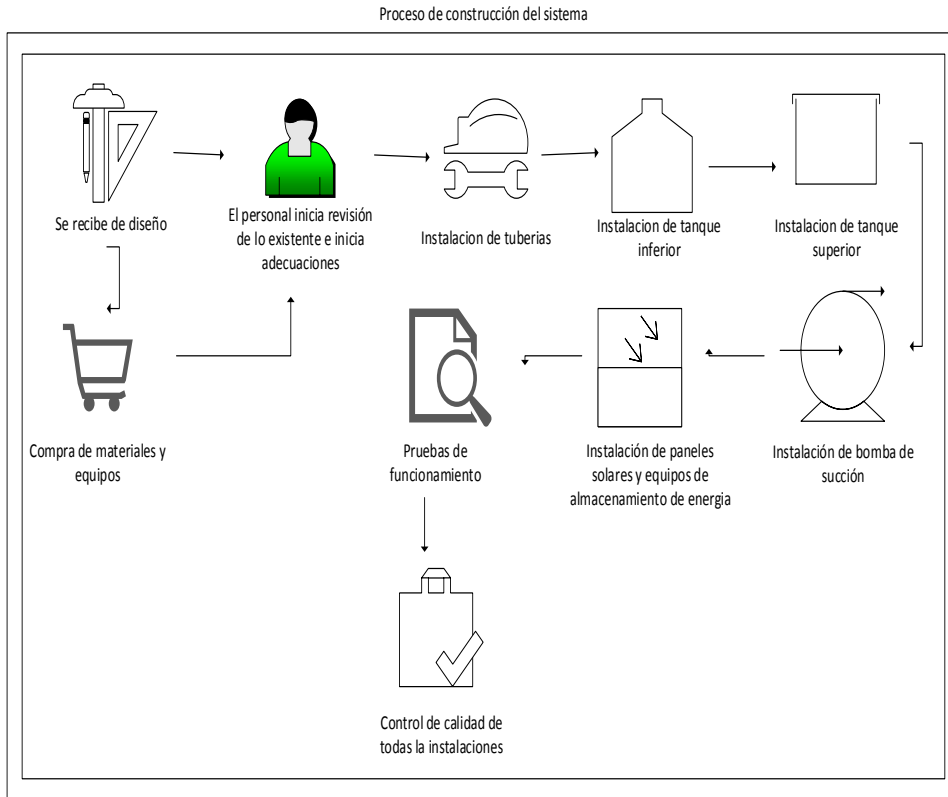 Proceso de construcción del sistema
Se recibe de diseño
El personal inicia revisión
de lo existente e inicia
adecuaciones
Instalacion de tuberias
Instalacion de tanque
inferior
Instalacion de tanque
superior
Compra de materiales y
equipos
Pruebas de
funcionamiento
Instalación de paneles
solares y equipos de
almacenamiento de energia
Instalación de bomba de
succión
Control de calidad de
todas la instalaciones